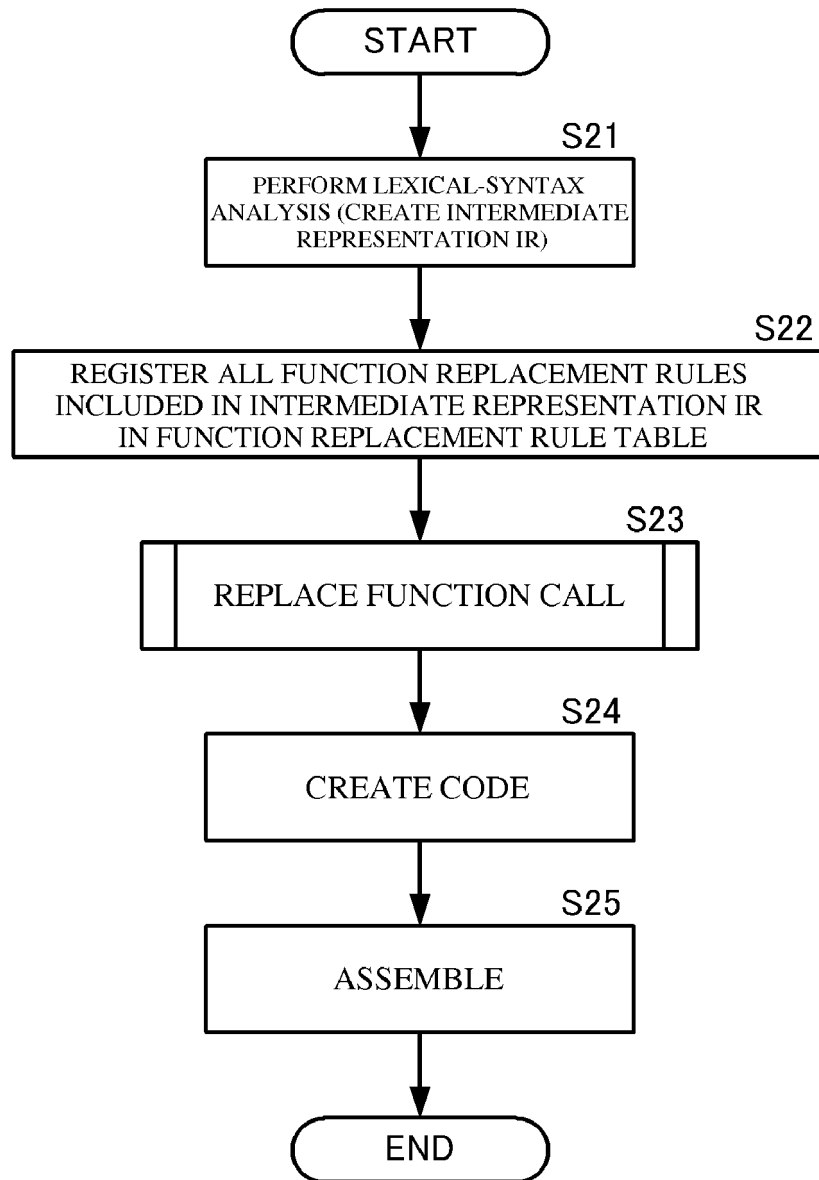 START
S21
PERFORM LEXICAL-SYNTAX
ANALYSIS (CREATE INTERMEDIATE
REPRESENTATION IR)
S22
REGISTER ALL FUNCTION REPLACEMENT RULES
INCLUDED IN INTERMEDIATE REPRESENTATION IR
IN FUNCTION REPLACEMENT RULE TABLE
S23
REPLACE FUNCTION CALL
S24
CREATE CODE
S25
ASSEMBLE
END